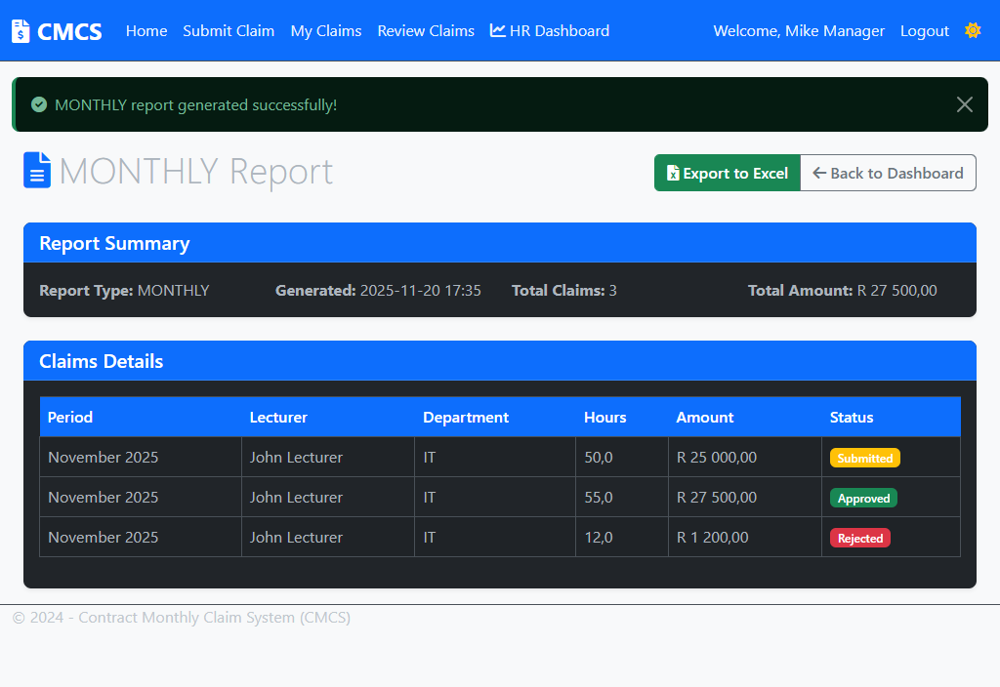 CMCS Home Submit Claim My Claims Review Claims HR Dashboard Welcome, Mike Manager Logout
MONTHLY report generated successfully!
MONTHLY Report Export to Excel Back to Dashboard
Report Summary
Report Type: MONTHLY Generated: 2025-11-20 17:35 Total Claims: 3 Total Amount: R 27 500,00
Claims Details
Period Lecturer Department Hours Amount Status
November 2025 John Lecturer IT 50,0 R 25 000,00 Submitted
November 2025 John Lecturer IT 55,0 R 27 500,00 Approved
November 2025 John Lecturer IT 12,0 R 1 200,00 Rejected
© 2024 - Contract Monthly Claim System (CMCS)